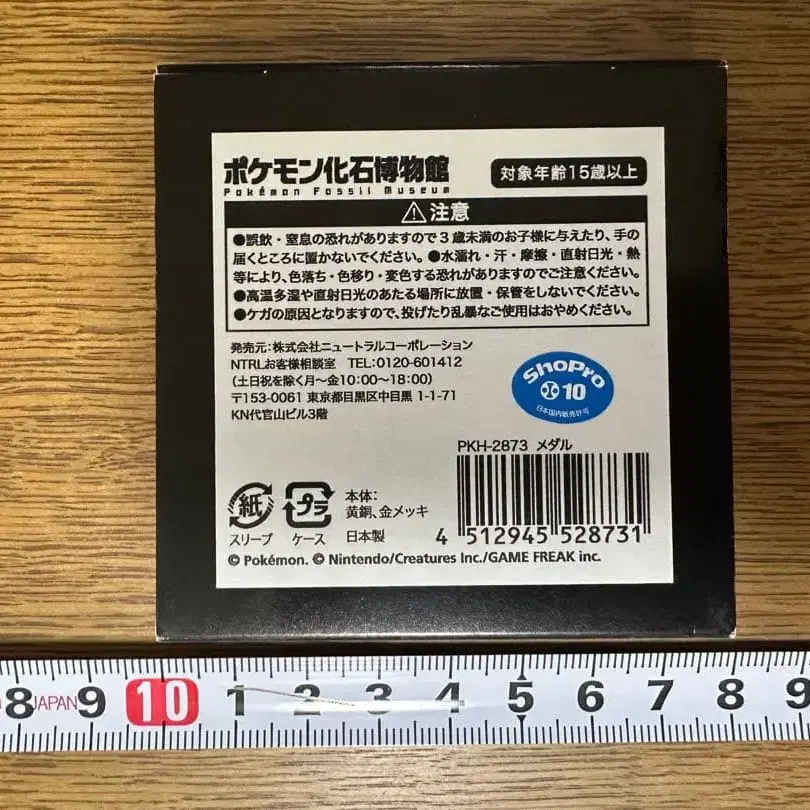 ポケモン化石博物館
Pokémon Fossil Museum
対象年齢15歳以上
⚠注意
●誤飲・窒息の恐れがありますので3歳未満のお子様に与えたり、手の
届くところに置かないでください。●水濡れ・汗・摩擦・直射日光・熱
等により、色落ち・色移り・変色する恐れがありますのでご注意ください。
●高温多湿や直射日光のあたる場所に放置・保管をしないでください。
●ケガの原因となりますので、投げたり乱暴なご使用はおやめください。
発売元:株式会社ニュートラルコーポレーション
NTRLお客様相談室 TEL:0120-601412
(土日祝を除く月〜金10:00〜18:00)
〒153-0061 東京都目黒区中目黒 1-1-71
KN代官山ビル3階
ShoPro
10
日本国内販売許可
PKH-2873 メダル
4 512945 528731
紙
スリーブ
プラ
ケース
本体:
黄銅、金メッキ
日本製
© Pokémon. © Nintendo/Creatures Inc./GAME FREAK inc.
8 JAPAN 9 10 1 2 3 4 5 6 7 8 9